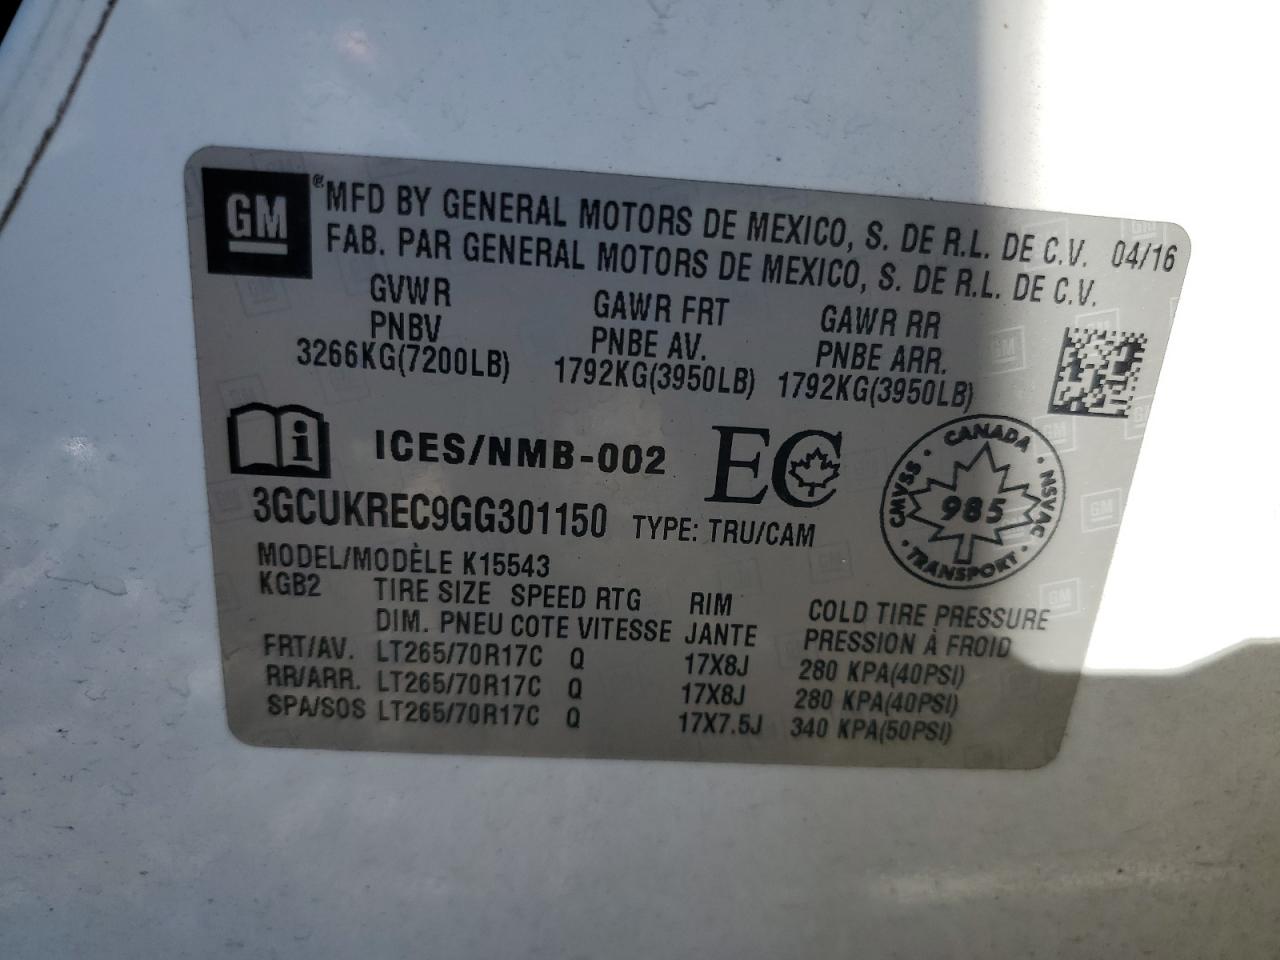 GM
®MFD BY GENERAL MOTORS DE MEXICO, S. DE R.L. DE C.V. 04/16
FAB. PAR GENERAL MOTORS DE MEXICO, S. DE R.L. DE C.V.
GVWR GAWR FRT GAWR RR
PNBV PNBE AV. PNBE ARR.
3266KG(7200LB) 1792KG(3950LB) 1792KG(3950LB)
i ICES/NMB-002 EC
CANADA
CMVSS 985 NSVAC
TRANSPORT
3GCUKREC9GG301150 TYPE: TRU/CAM
MODEL/MODÈLE K15543
KGB2 TIRE SIZE SPEED RTG RIM COLD TIRE PRESSURE
DIM. PNEU COTE VITESSE JANTE PRESSION À FROID
FRT/AV. LT265/70R17C Q 17X8J 280 KPA(40PSI)
RR/ARR. LT265/70R17C Q 17X8J 280 KPA(40PSI)
SPA/SOS LT265/70R17C Q 17X7.5J 340 KPA(50PSI)